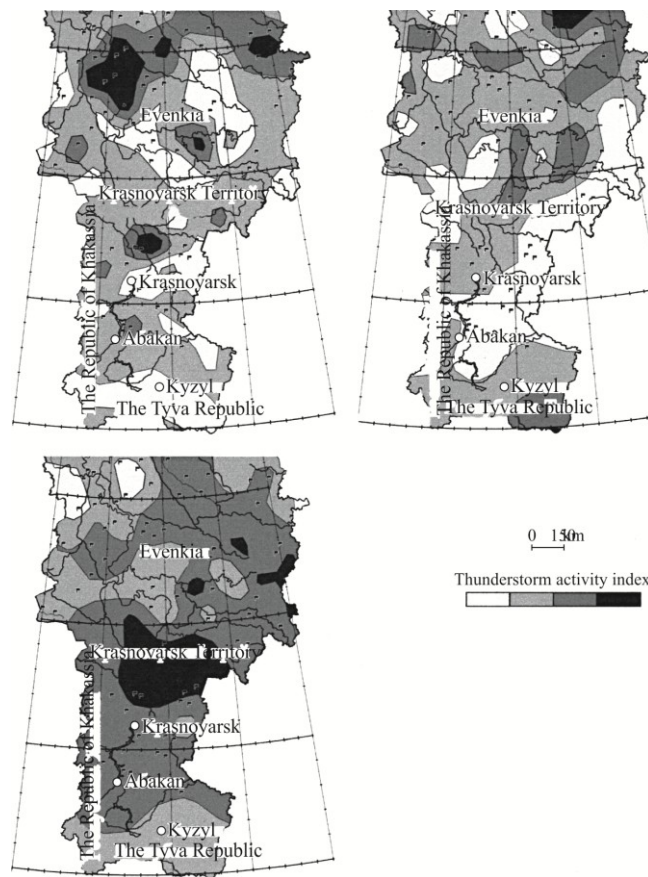 Evenkia
Krasnoyarsk Territory
The Republic of Khakassia
Krasnoyarsk
Abakan
Kyzyl
The Tyva Republic
Evenkia
Krasnoyarsk Territory
The Republic of Khakassia
Krasnoyarsk
Abakan
Kyzyl
The Tyva Republic
Evenkia
Krasnoyarsk Territory
The Republic of Khakassia
Krasnoyarsk
Abakan
Kyzyl
The Tyva Republic
0 150km
Thunderstorm activity index